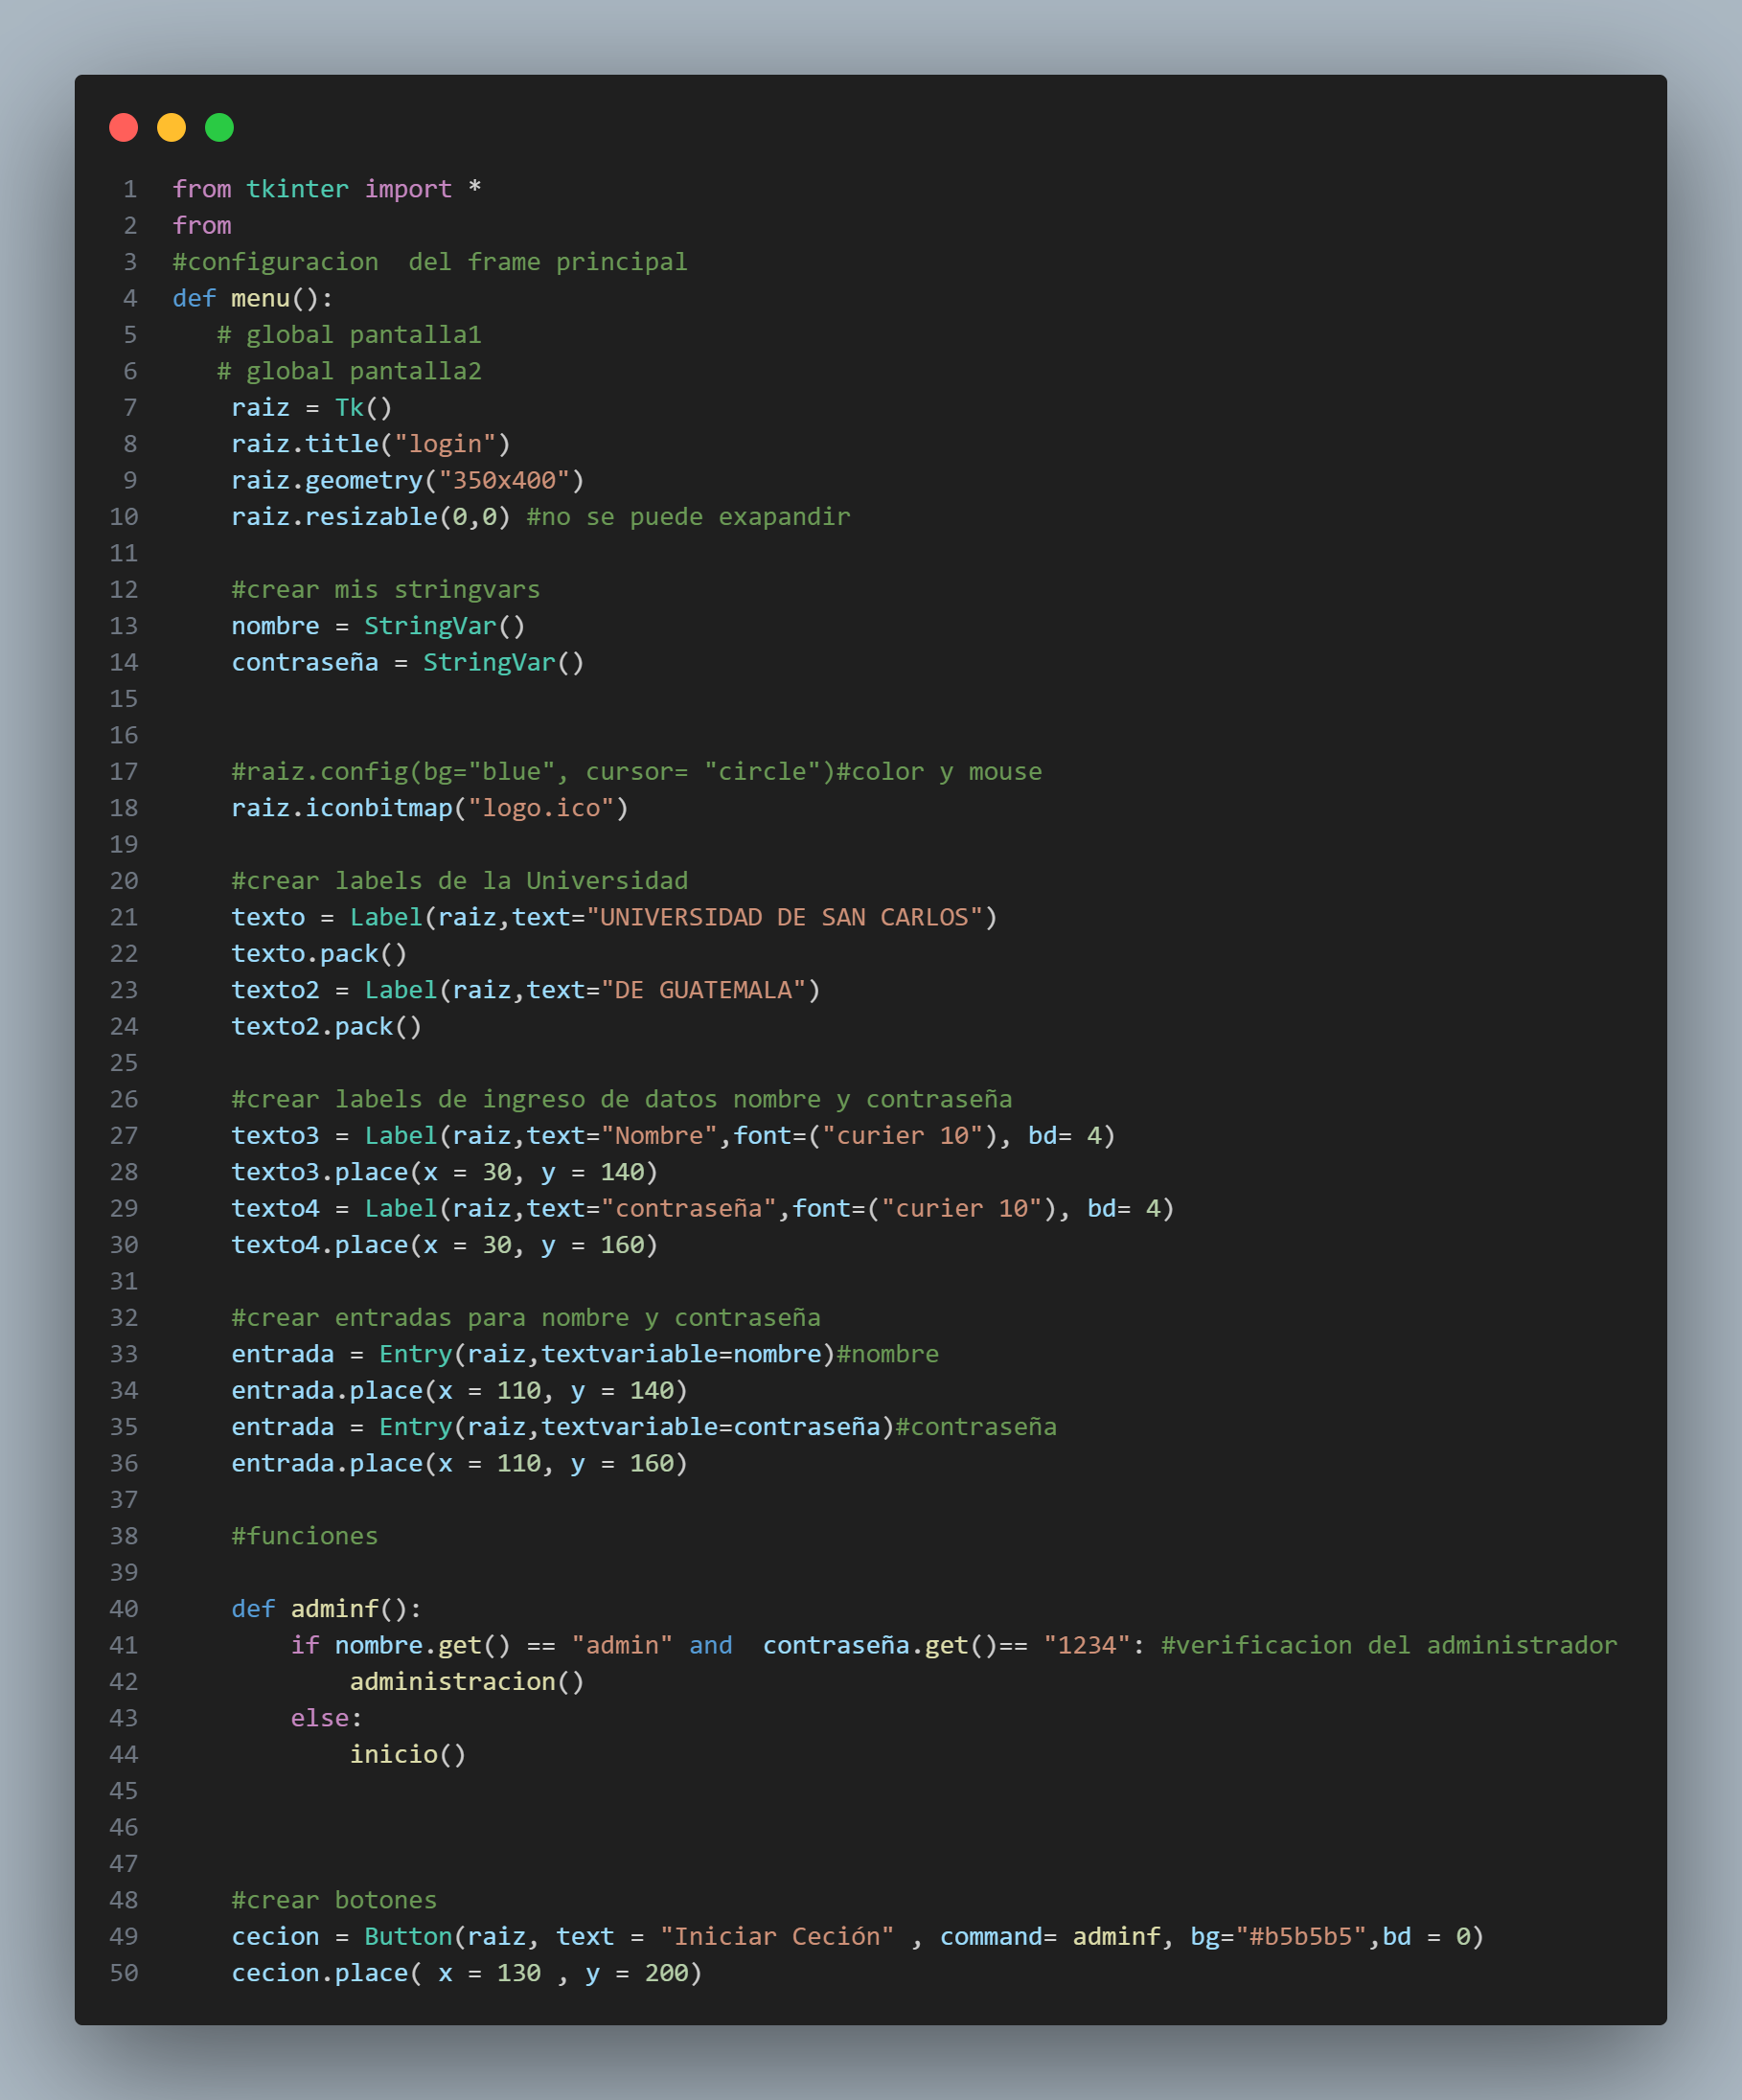 1 from tkinter import *
2 from
3 #configuracion  del frame principal
4 def menu():
5    # global pantalla1
6    # global pantalla2
7     raiz = Tk()
8     raiz.title("login")
9     raiz.geometry("350x400")
10     raiz.resizable(0,0) #no se puede exapandir
11
12     #crear mis stringvars
13     nombre = StringVar()
14     contraseña = StringVar()
15
16
17     #raiz.config(bg="blue", cursor= "circle")#color y mouse
18     raiz.iconbitmap("logo.ico")
19
20     #crear labels de la Universidad
21     texto = Label(raiz,text="UNIVERSIDAD DE SAN CARLOS")
22     texto.pack()
23     texto2 = Label(raiz,text="DE GUATEMALA")
24     texto2.pack()
25
26     #crear labels de ingreso de datos nombre y contraseña
27     texto3 = Label(raiz,text="Nombre",font=("curier 10"), bd= 4)
28     texto3.place(x = 30, y = 140)
29     texto4 = Label(raiz,text="contraseña",font=("curier 10"), bd= 4)
30     texto4.place(x = 30, y = 160)
31
32     #crear entradas para nombre y contraseña
33     entrada = Entry(raiz,textvariable=nombre)#nombre
34     entrada.place(x = 110, y = 140)
35     entrada = Entry(raiz,textvariable=contraseña)#contraseña
36     entrada.place(x = 110, y = 160)
37
38     #funciones
39
40     def adminf():
41         if nombre.get() == "admin" and  contraseña.get()== "1234": #verificacion del administrador
42             administracion()
43         else:
44             inicio()
45
46
47
48     #crear botones
49     cecion = Button(raiz, text = "Iniciar Ceción" , command= adminf, bg="#b5b5b5",bd = 0)
50     cecion.place( x = 130 , y = 200)